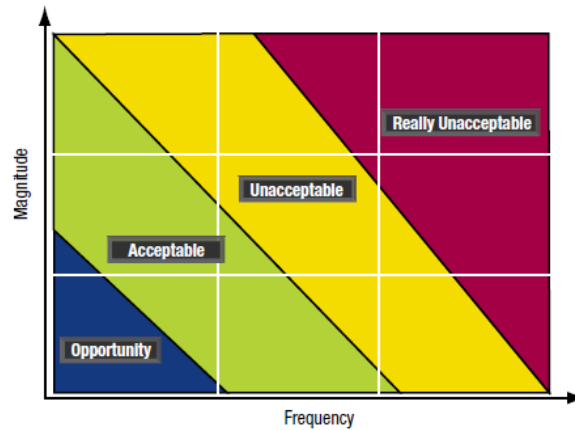 Really Unacceptable
Unacceptable
Acceptable
Opportunity
Magnitude
Frequency